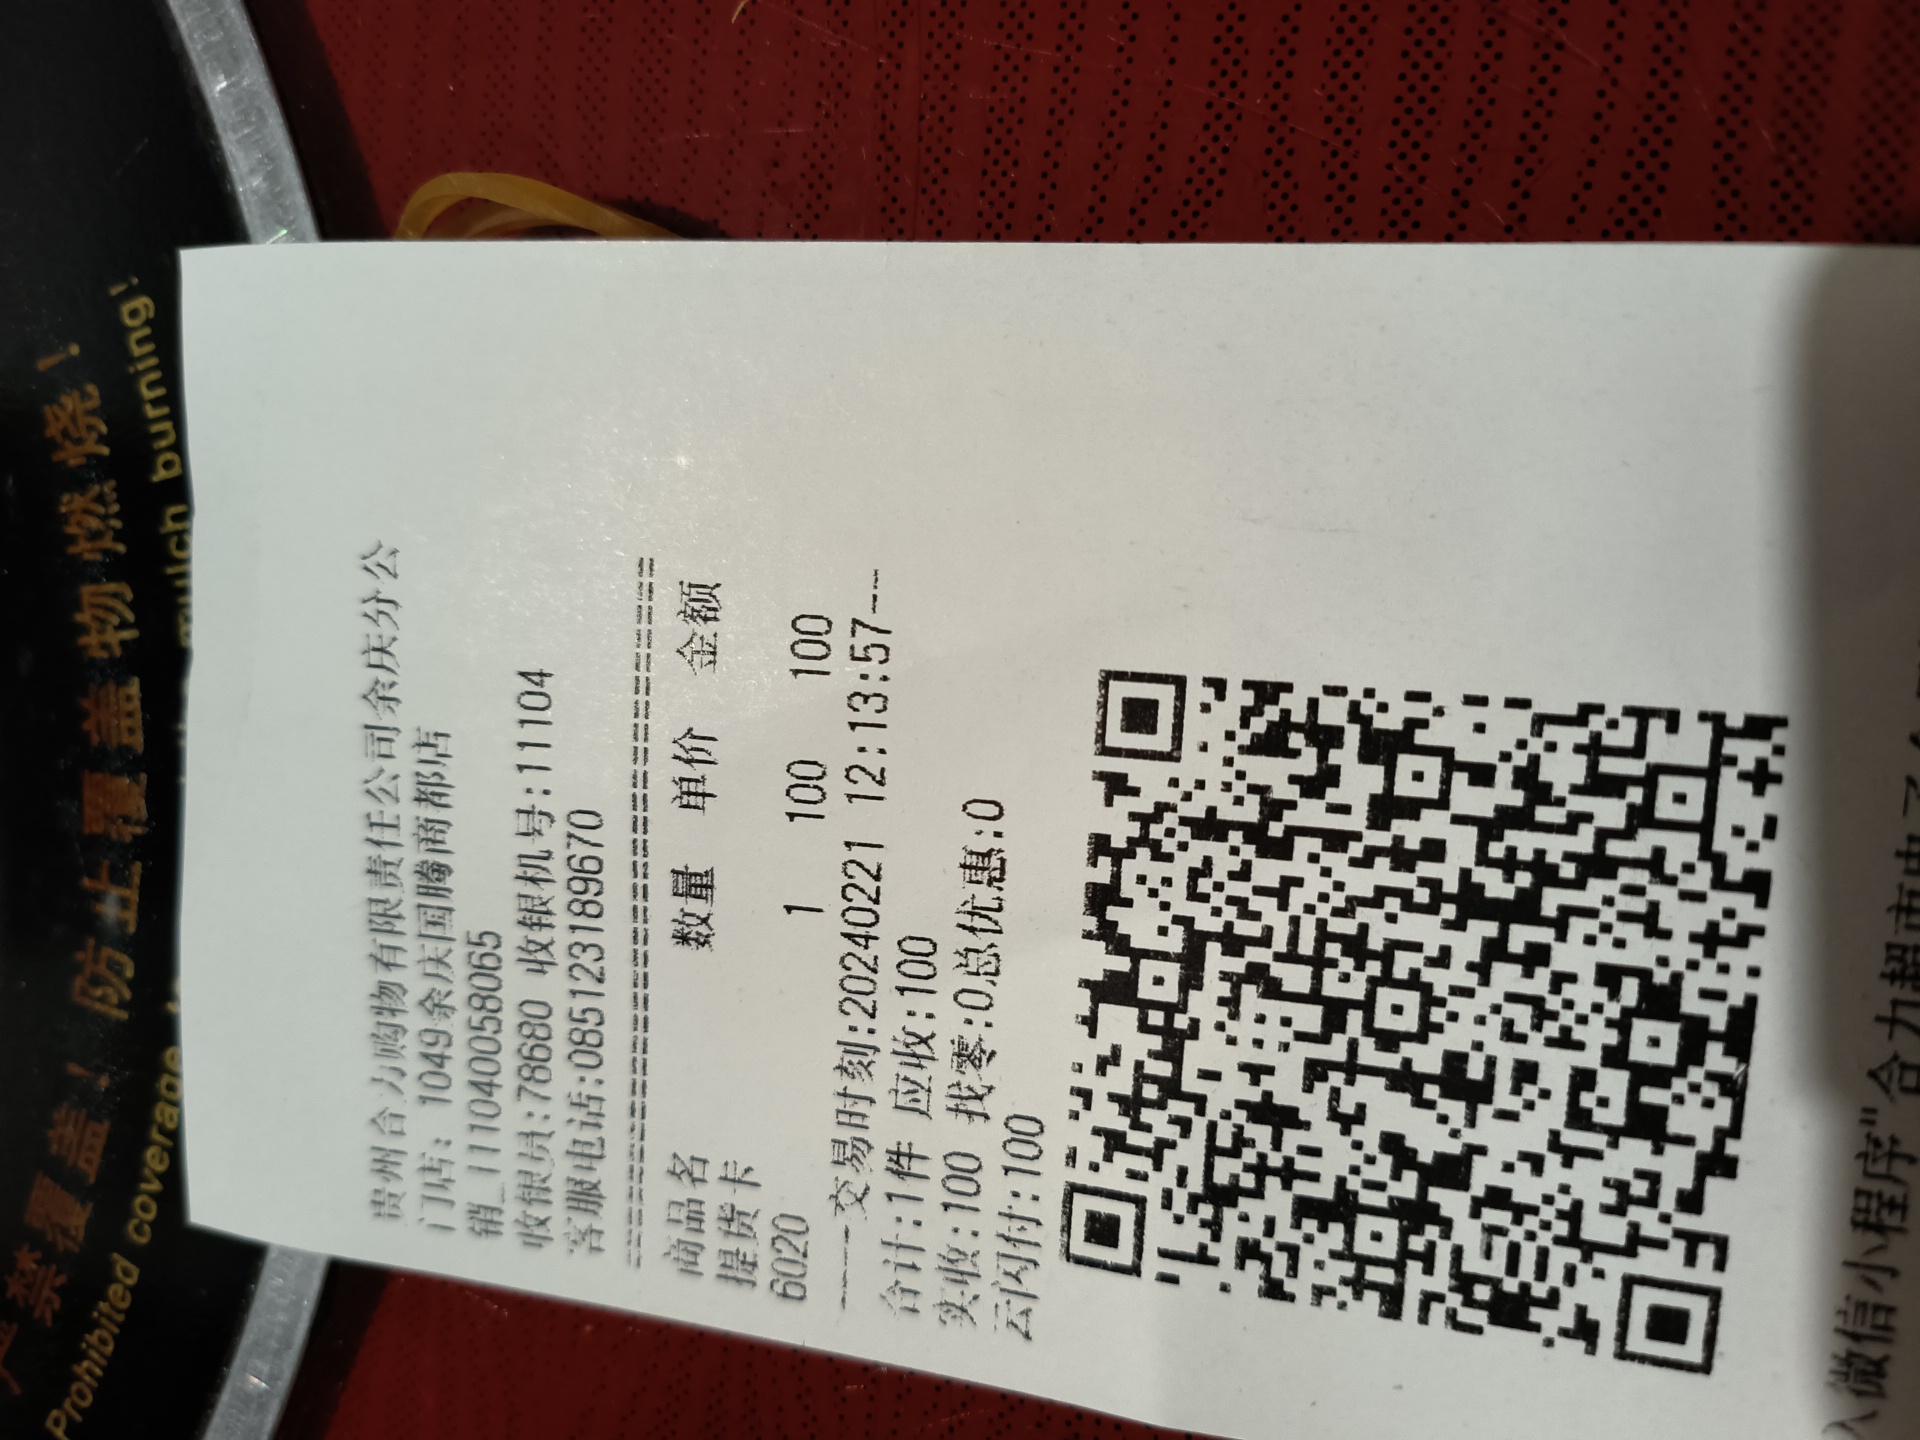 严禁覆盖！防止覆盖物燃烧！
Prohibited coverage
mulch burning!
贵州合力购物有限责任公司余庆分公
门店: 1049余庆国腾商都店
销_111040058065
收银员:78680 收银机号:11104
客服电话:085123189670
商品名 数量 单价 金额
提货卡
6020 1 100 100
----交易时刻:20240221 12:13:57---
合计:1件 应收:100
实收:100 找零:0总优惠:0
云闪付:100
入微信小程序"合力超市电子